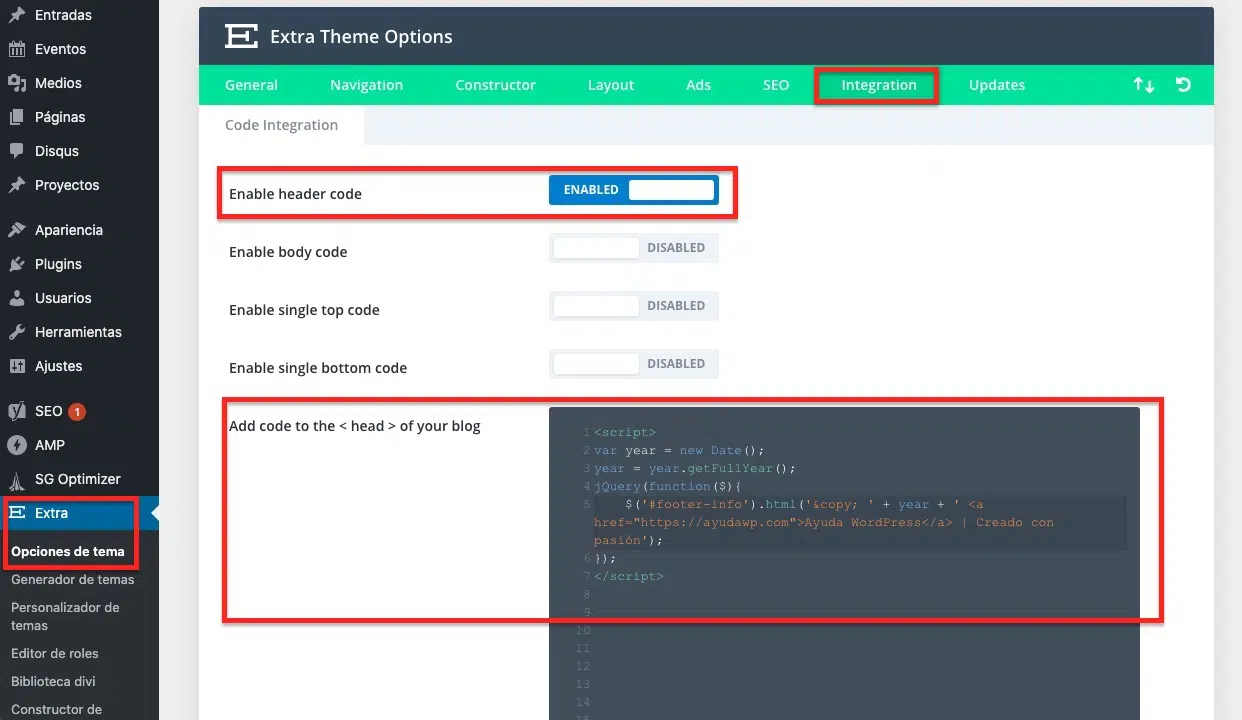 Entradas
Eventos
Medios
Páginas
Disqus
Proyectos
Apariencia
Plugins
Usuarios
Herramientas
Ajustes
SEO 1
AMP
SG Optimizer
Extra
Opciones de tema
Generador de temas
Personalizador de
temas
Editor de roles
Biblioteca divi
Constructor de
Extra Theme Options
General Navigation Constructor Layout Ads SEO Integration Updates
Code Integration
Enable header code ENABLED
Enable body code DISABLED
Enable single top code DISABLED
Enable single bottom code DISABLED
Add code to the < head > of your blog
1 <script>
2 var year = new Date();
3 year = year.getFullYear();
4 jQuery(function($){
5 $('#footer-info').html('&copy; ' + year + ' <a
href="https://ayudawp.com">Ayuda WordPress</a> | Creado con
pasión');
6 });
7 </script>
8
9
10
11
12
13
14
15